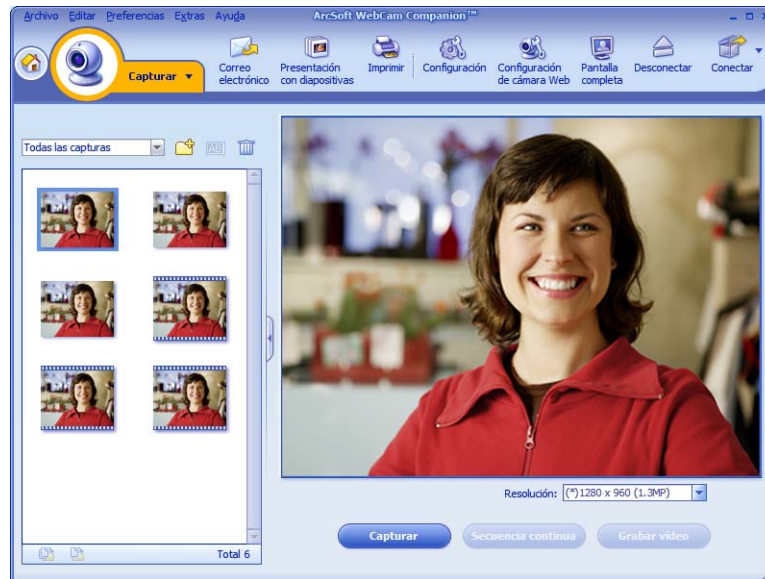 Archivo Editar Preferencias Extras Ayuda
ArcSoft WebCam Companion™
Capturar
Correo electrónico
Presentación con diapositivas
Imprimir
Configuración
Configuración de cámara Web
Pantalla completa
Desconectar
Conectar
Todas las capturas
AB
Total 6
Resolución: (*)1280 x 960 (1.3MP)
Capturar
Secuencia continua
Grabar vídeo